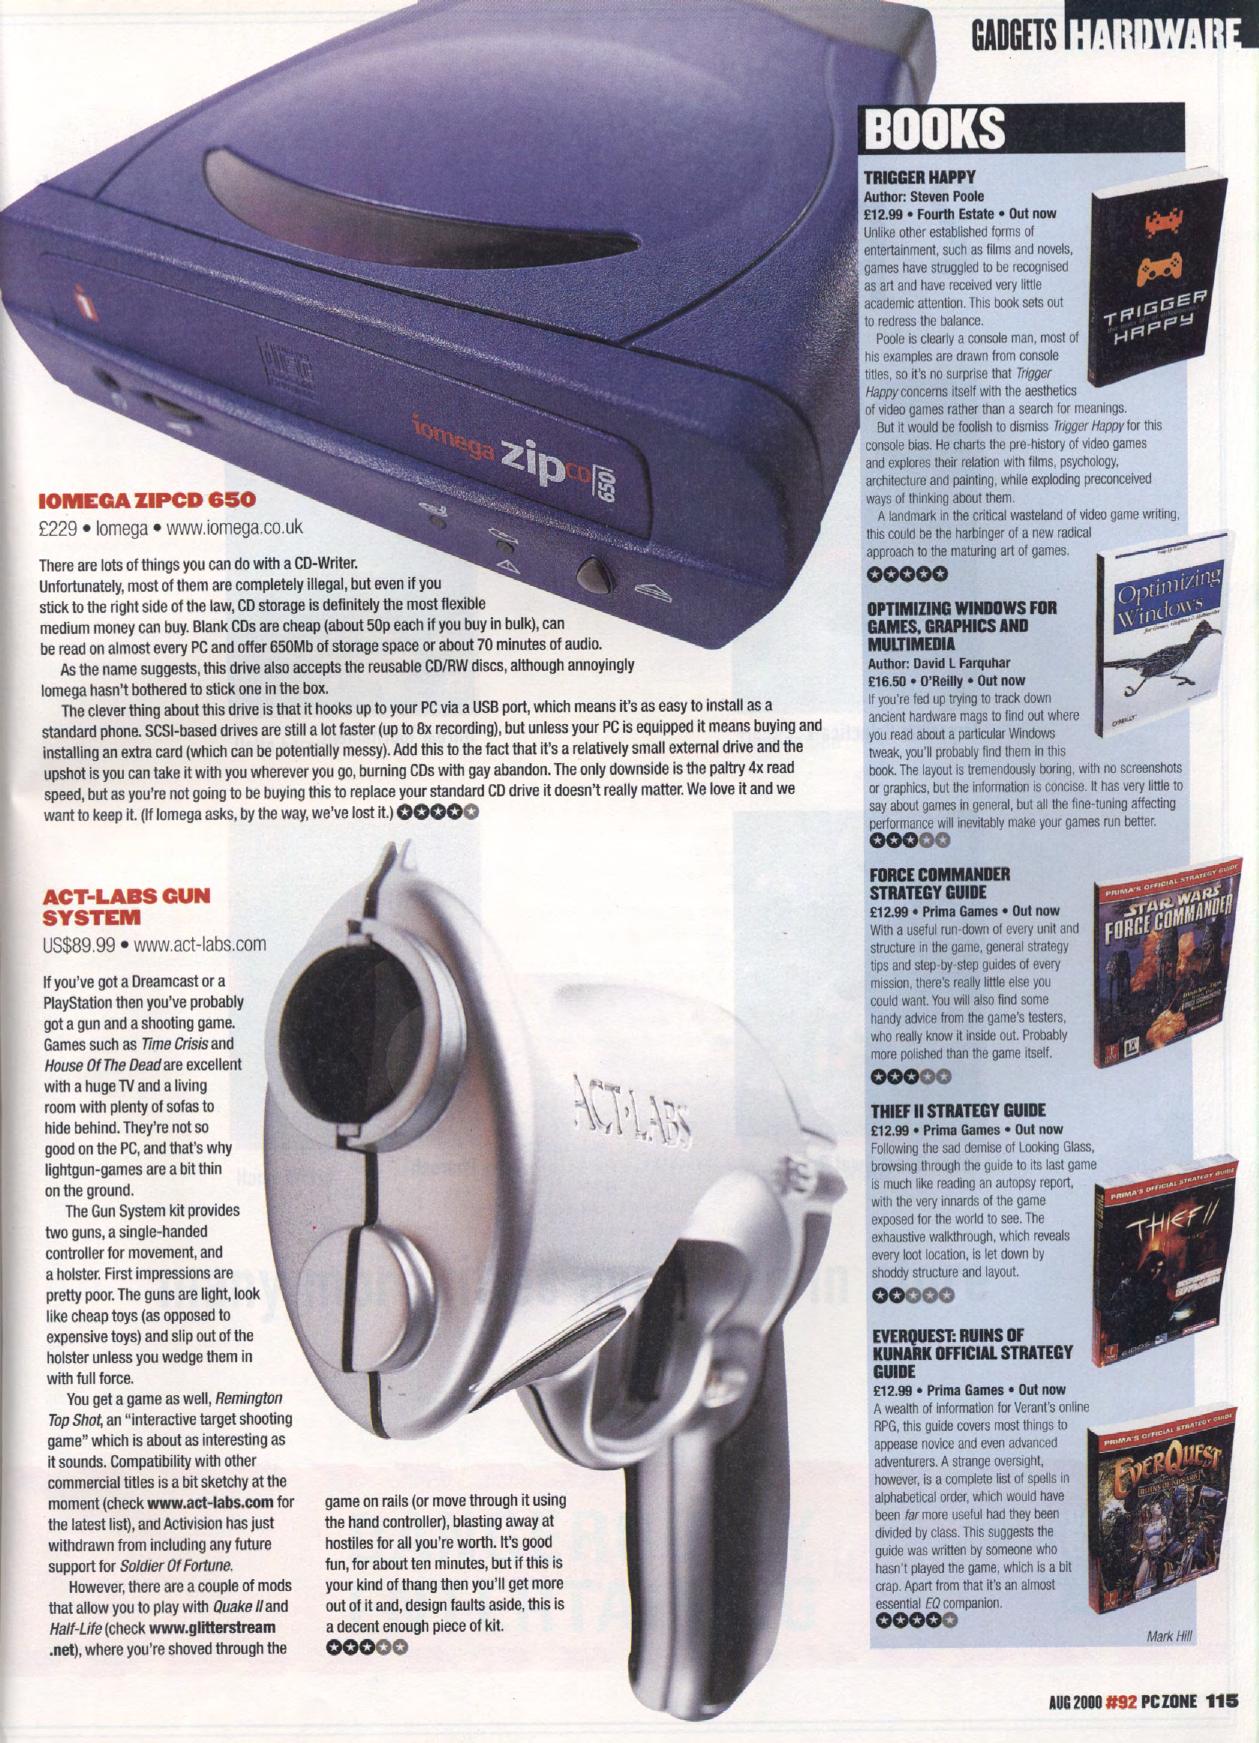 GADGETS HARDWARE
iomega zipCD 650
IOMEGA ZIPCD 650
£229 • Iomega • www.iomega.co.uk
There are lots of things you can do with a CD-Writer.
Unfortunately, most of them are completely illegal, but even if you
stick to the right side of the law, CD storage is definitely the most flexible
medium money can buy. Blank CDs are cheap (about 50p each if you buy in bulk), can
be read on almost every PC and offer 650Mb of storage space or about 70 minutes of audio.
As the name suggests, this drive also accepts the reusable CD/RW discs, although annoyingly
Iomega hasn't bothered to stick one in the box.
The clever thing about this drive is that it hooks up to your PC via a USB port, which means it's as easy to install as a
standard phone. SCSI-based drives are still a lot faster (up to 8x recording), but unless your PC is equipped it means buying and
installing an extra card (which can be potentially messy). Add this to the fact that it's a relatively small external drive and the
upshot is you can take it with you wherever you go, burning CDs with gay abandon. The only downside is the paltry 4x read
speed, but as you're not going to be buying this to replace your standard CD drive it doesn't really matter. We love it and we
want to keep it. (If Iomega asks, by the way, we've lost it.)
ACT-LABS GUN
SYSTEM
US$89.99 • www.act-labs.com
If you've got a Dreamcast or a
PlayStation then you've probably
got a gun and a shooting game.
Games such as Time Crisis and
House Of The Dead are excellent
with a huge TV and a living
room with plenty of sofas to
hide behind. They're not so
good on the PC, and that's why
lightgun-games are a bit thin
on the ground.
The Gun System kit provides
two guns, a single-handed
controller for movement, and
a holster. First impressions are
pretty poor. The guns are light, look
like cheap toys (as opposed to
expensive toys) and slip out of the
holster unless you wedge them in
with full force.
You get a game as well, Remington
Top Shot, an "interactive target shooting
game" which is about as interesting as
it sounds. Compatibility with other
commercial titles is a bit sketchy at the
moment (check www.act-labs.com for
the latest list), and Activision has just
withdrawn from including any future
support for Soldier Of Fortune.
However, there are a couple of mods
that allow you to play with Quake II and
Half-Life (check www.glitterstream
.net), where you're shoved through the
game on rails (or move through it using
the hand controller), blasting away at
hostiles for all you're worth. It's good
fun, for about ten minutes, but if this is
your kind of thang then you'll get more
out of it and, design faults aside, this is
a decent enough piece of kit.
ACT·LABS
BOOKS
TRIGGER HAPPY
Author: Steven Poole
£12.99 • Fourth Estate • Out now
Unlike other established forms of
entertainment, such as films and novels,
games have struggled to be recognised
as art and have received very little
academic attention. This book sets out
to redress the balance.
Poole is clearly a console man, most of
his examples are drawn from console
titles, so it's no surprise that Trigger
Happy concerns itself with the aesthetics
of video games rather than a search for meanings.
But it would be foolish to dismiss Trigger Happy for this
console bias. He charts the pre-history of video games
and explores their relation with films, psychology,
architecture and painting, while exploding preconceived
ways of thinking about them.
A landmark in the critical wasteland of video game writing,
this could be the harbinger of a new radical
approach to the maturing art of games.
TRIGGER
HAPPY
OPTIMIZING WINDOWS FOR
GAMES, GRAPHICS AND
MULTIMEDIA
Author: David L Farquhar
£16.50 • O'Reilly • Out now
If you're fed up trying to track down
ancient hardware mags to find out where
you read about a particular Windows
tweak, you'll probably find them in this
book. The layout is tremendously boring, with no screenshots
or graphics, but the information is concise. It has very little to
say about games in general, but all the fine-tuning affecting
performance will inevitably make your games run better.
Optimizing
Windows
for Games, Graphics & Multimedia
O'REILLY
FORCE COMMANDER
STRATEGY GUIDE
£12.99 • Prima Games • Out now
With a useful run-down of every unit and
structure in the game, general strategy
tips and step-by-step guides of every
mission, there's really little else you
could want. You will also find some
handy advice from the game's testers,
who really know it inside out. Probably
more polished than the game itself.
PRIMA'S OFFICIAL STRATEGY GUIDE
STAR WARS
FORCE COMMANDER
THIEF II STRATEGY GUIDE
£12.99 • Prima Games • Out now
Following the sad demise of Looking Glass,
browsing through the guide to its last game
is much like reading an autopsy report,
with the very innards of the game
exposed for the world to see. The
exhaustive walkthrough, which reveals
every loot location, is let down by
shoddy structure and layout.
PRIMA'S OFFICIAL STRATEGY GUIDE
THIEF II
EIDOS
EVERQUEST: RUINS OF
KUNARK OFFICIAL STRATEGY
GUIDE
£12.99 • Prima Games • Out now
A wealth of information for Verant's online
RPG, this guide covers most things to
appease novice and even advanced
adventurers. A strange oversight,
however, is a complete list of spells in
alphabetical order, which would have
been far more useful had they been
divided by class. This suggests the
guide was written by someone who
hasn't played the game, which is a bit
crap. Apart from that it's an almost
essential EQ companion.
PRIMA'S OFFICIAL STRATEGY GUIDE
EVERQUEST
Mark Hill
AUG 2000 #92 PC ZONE 115